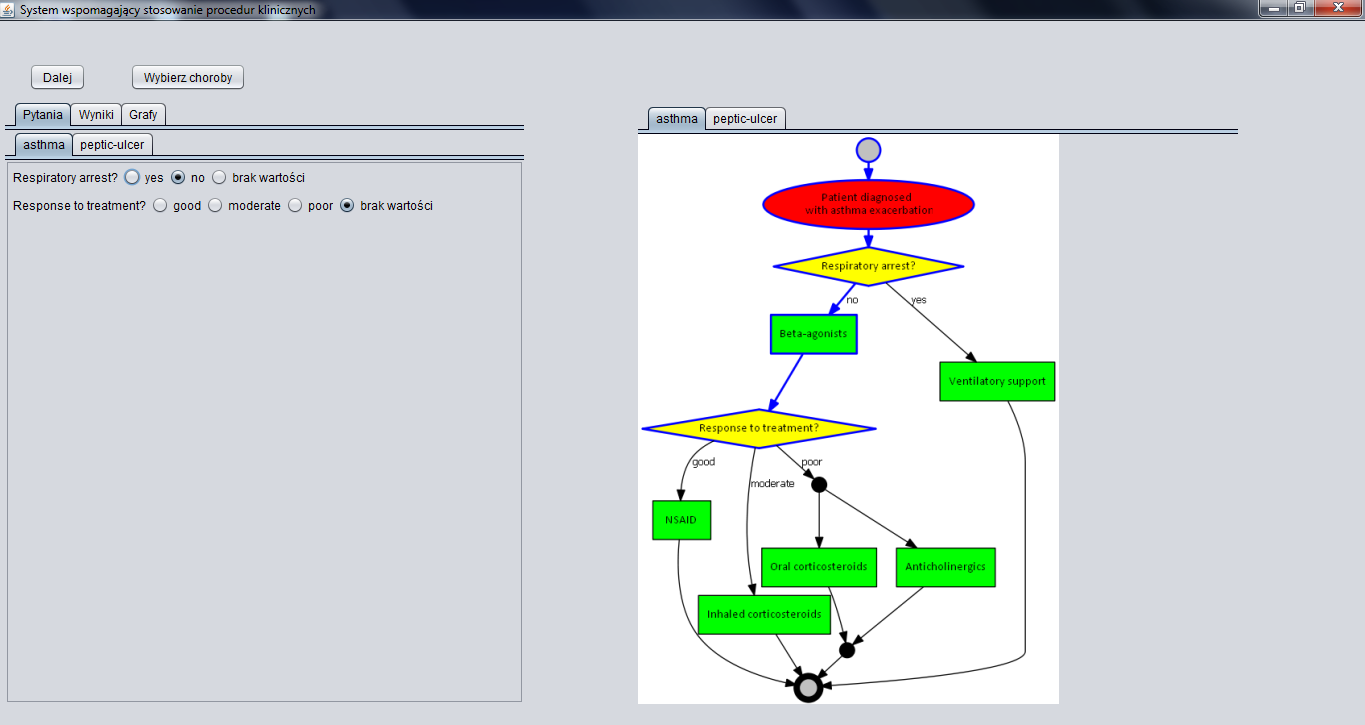 System wspomagający stosowanie procedur klinicznych
Dalej
Wybierz choroby
Pytania
Wyniki
Grafy
asthma
peptic-ulcer
Respiratory arrest? yes no brak wartości
Response to treatment? good moderate poor brak wartości
asthma
peptic-ulcer
Patient diagnosed
with asthma exacerbation
Respiratory arrest?
no
yes
Beta-agonists
Ventilatory support
Response to treatment?
good
poor
moderate
NSAID
Oral corticosteroids
Anticholinergics
Inhaled corticosteroids